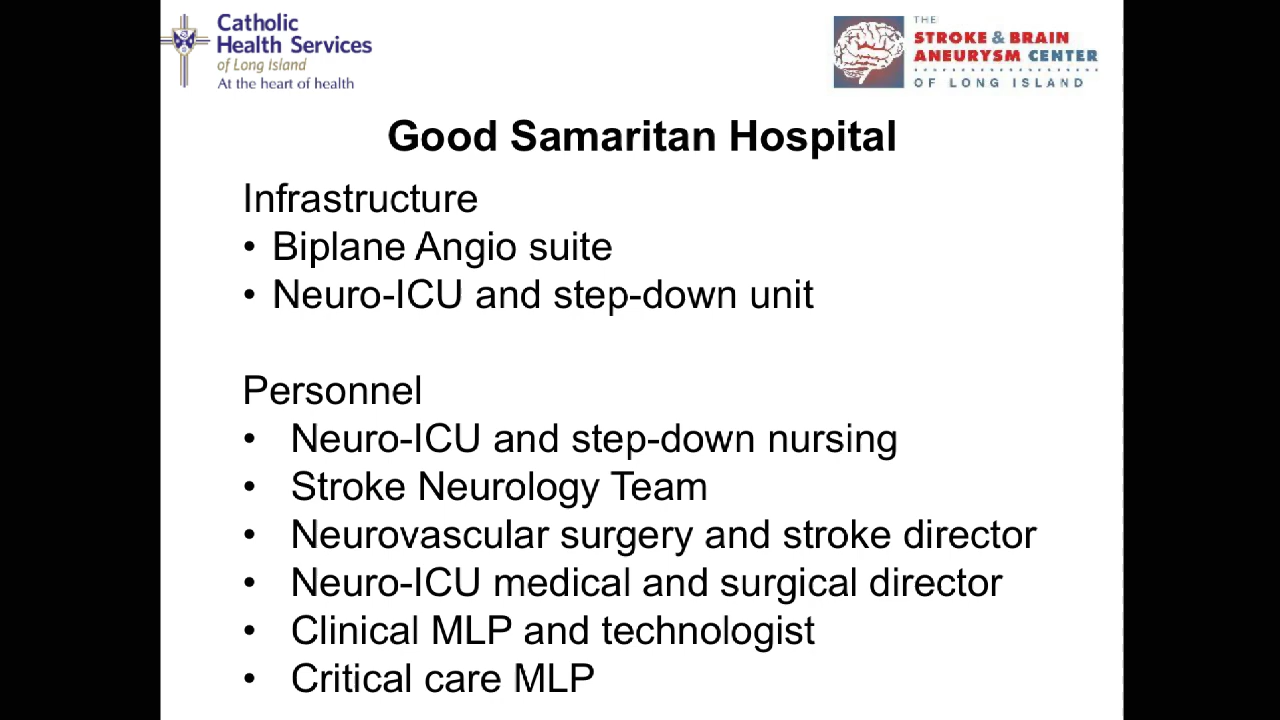 Catholic
Health Services
of Long Island
At the heart of health
THE
STROKE & BRAIN
ANEURYSM CENTER
OF LONG ISLAND
Good Samaritan Hospital
Infrastructure
• Biplane Angio suite
• Neuro-ICU and step-down unit
Personnel
• Neuro-ICU and step-down nursing
• Stroke Neurology Team
• Neurovascular surgery and stroke director
• Neuro-ICU medical and surgical director
• Clinical MLP and technologist
• Critical care MLP